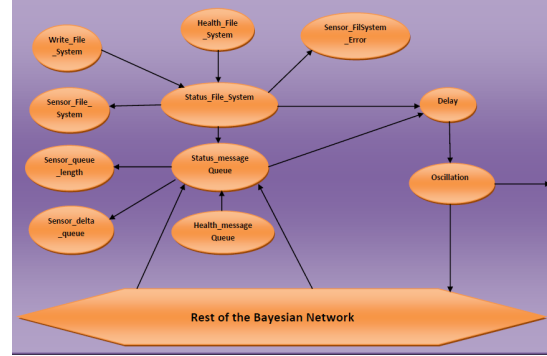 Health_File
_System
Write_File
_System
Sensor_FilSystem
_Error
Status_File_System
Sensor_File_
System
Delay
Status_message
Queue
Sensor_queue
_length
Oscillation
Sensor_delta
_queue
Health_message
Queue
Rest of the Bayesian Network